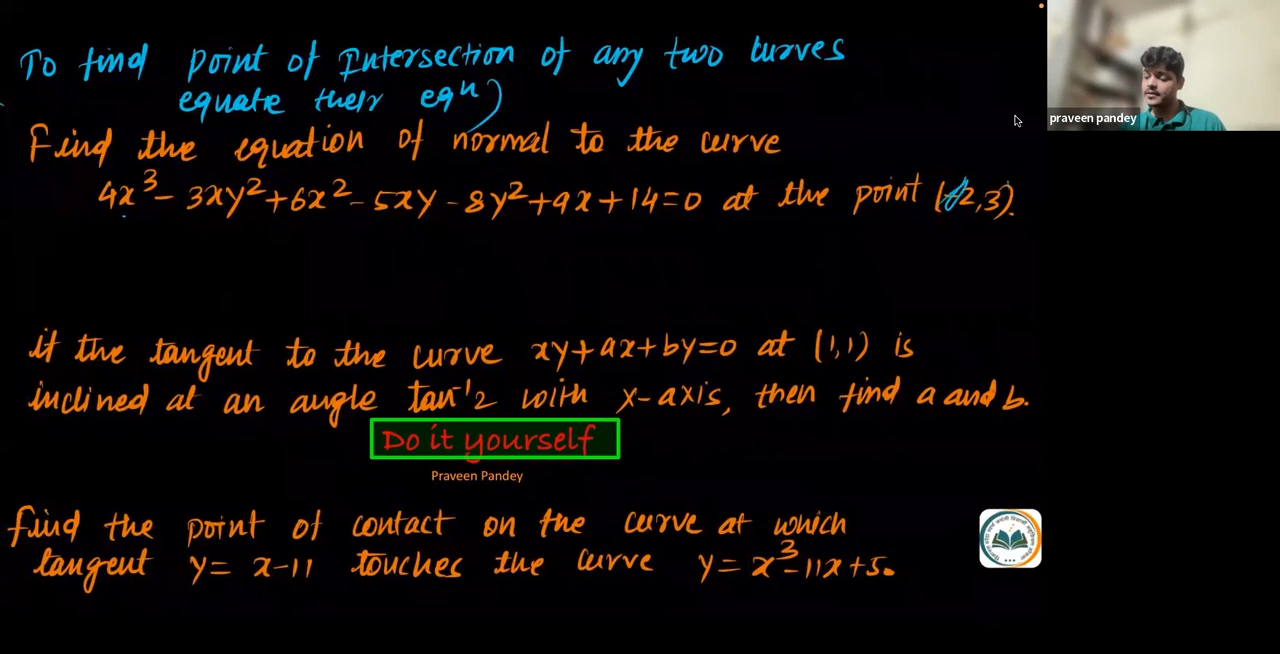 To find point of Intersection of any two curves
equate their eqn)
praveen pandey
Find the equation of normal to the curve
4x³ - 3xy² + 6x² - 5xy - 8y² + 9x + 14 = 0 at the point (2,3).
if the tangent to the curve xy + ax + by = 0 at (1,1) is
inclined at an angle tan⁻¹2 with x-axis, then find a and b.
Do it yourself
Praveen Pandey
find the point of contact on the curve at which
tangent y = x-11 touches the curve y = x³-11x+5.